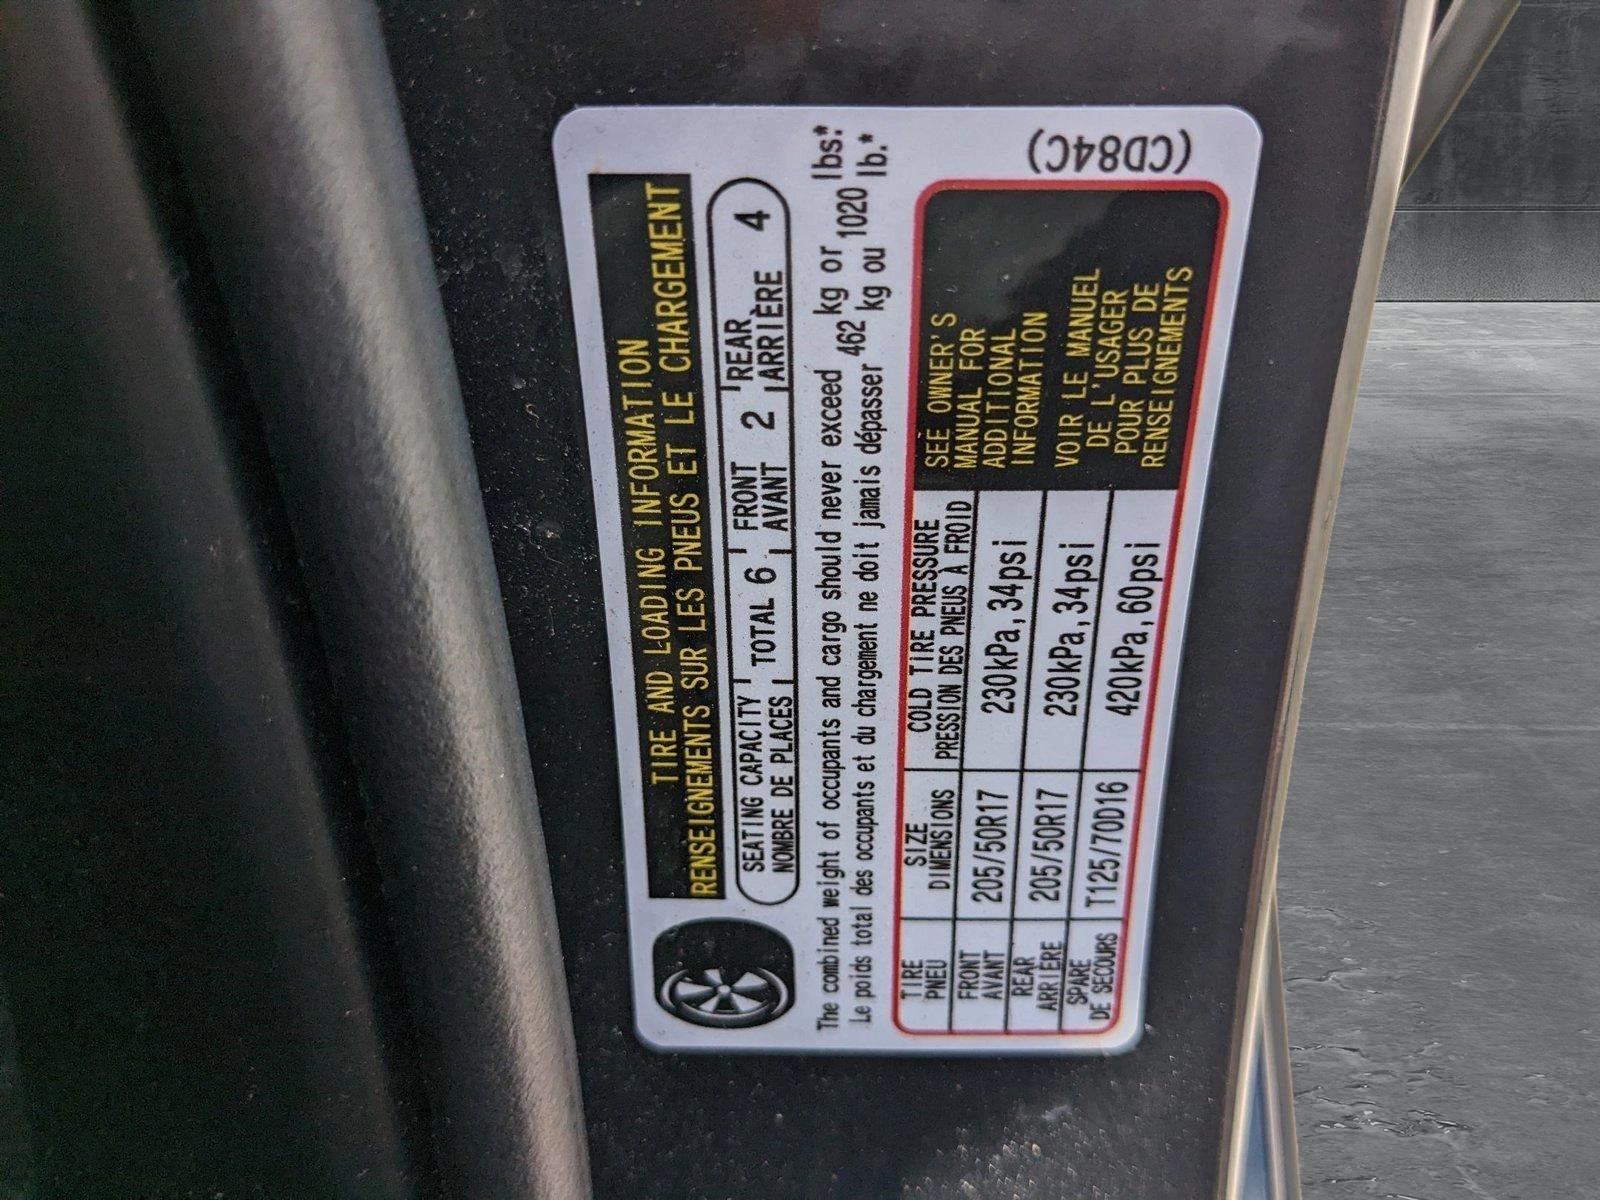 TIRE AND LOADING INFORMATION
RENSEIGNEMENTS SUR LES PNEUS ET LE CHARGEMENT
SEATING CAPACITY TOTAL 6 FRONT 2 REAR 4
NOMBRE DE PLACES AVANT ARRIÈRE
The combined weight of occupants and cargo should never exceed 462 kg or 1020 lbs.*
Le poids total des occupants et du chargement ne doit jamais dépasser kg ou lb.*
TIRE SIZE COLD TIRE PRESSURE
PNEU DIMENSIONS PRESSION DES PNEUS À FROID
FRONT 205/50R17 230kPa, 34psi
AVANT
REAR 205/50R17 230kPa, 34psi
ARRIÈRE
SPARE T125/70D16 420kPa, 60psi
DE SECOURS
SEE OWNER'S
MANUAL FOR
ADDITIONAL
INFORMATION
VOIR LE MANUEL
DE L'USAGER
POUR PLUS DE
RENSEIGNEMENTS
(CD84C)